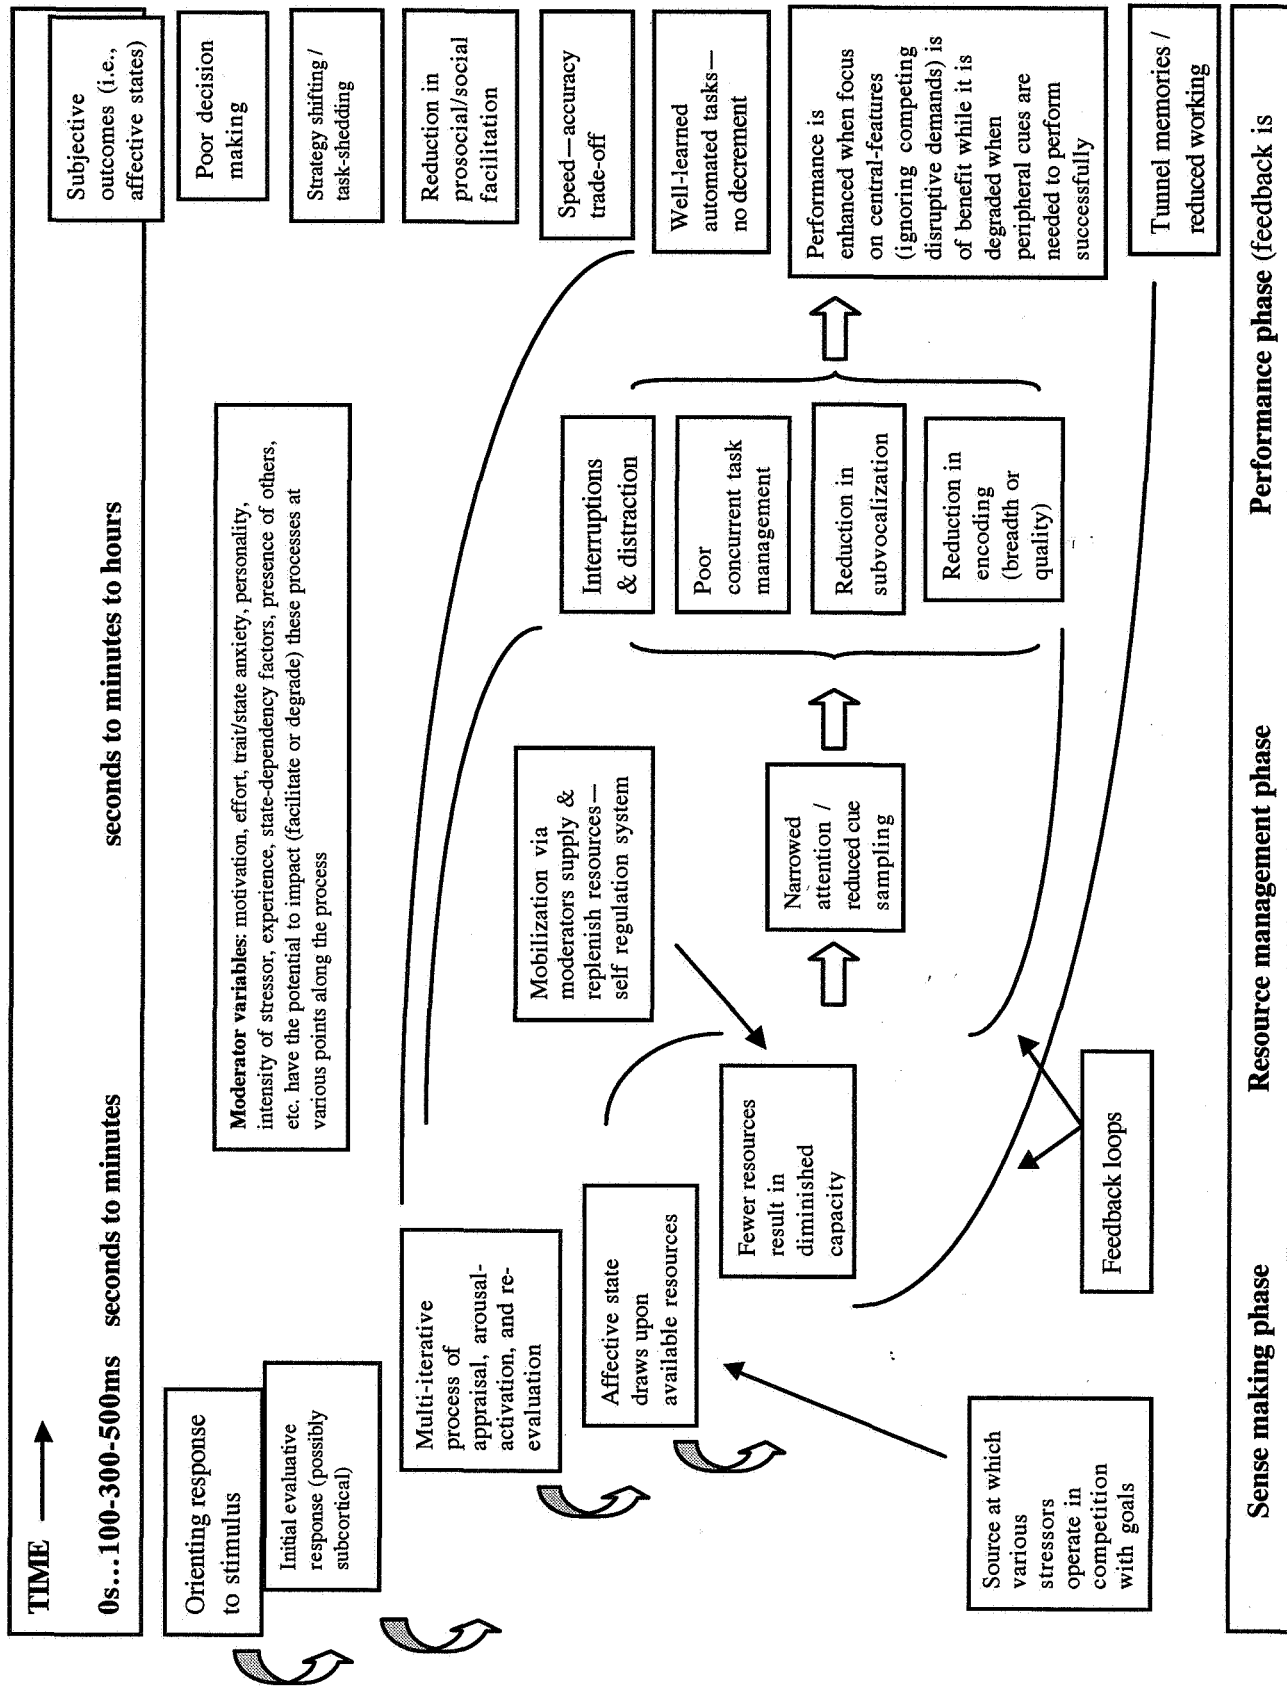 TIME
0s...100-300-500ms seconds to minutes seconds to minutes to hours
Orienting response
to stimulus
Initial evaluative
response (possibly
subcortical)
Multi-iterative
process of
appraisal, arousal-
activation, and re-
evaluation
Affective state
draws upon
available resources
Fewer resources
result in
diminished
capacity
Source at which
various
stressors
operate in
competition
with goals
Feedback loops
Moderator variables: motivation, effort, trait/state anxiety, personality,
intensity of stressor, experience, state-dependency factors, presence of others,
etc. have the potential to impact (facilitate or degrade) these processes at
various points along the process
Mobilization via
moderators supply &
replenish resources—
self regulation system
Narrowed
attention /
reduced cue
sampling
Interruptions
& distraction
Poor
concurrent task
management
Reduction in
subvocalization
Reduction in
encoding
(breadth or
quality)
Subjective
outcomes (i.e.,
affective states)
Poor decision
making
Strategy shifting /
task-shedding
Reduction in
prosocial/social
facilitation
Speed—accuracy
trade-off
Well-learned
automated tasks—
no decrement
Performance is
enhanced when focus
on central-features
(ignoring competing
disruptive demands) is
of benefit while it is
degraded when
peripheral cues are
needed to perform
successfully
Tunnel memories /
reduced working
Sense making phase Resource management phase Performance phase (feedback is